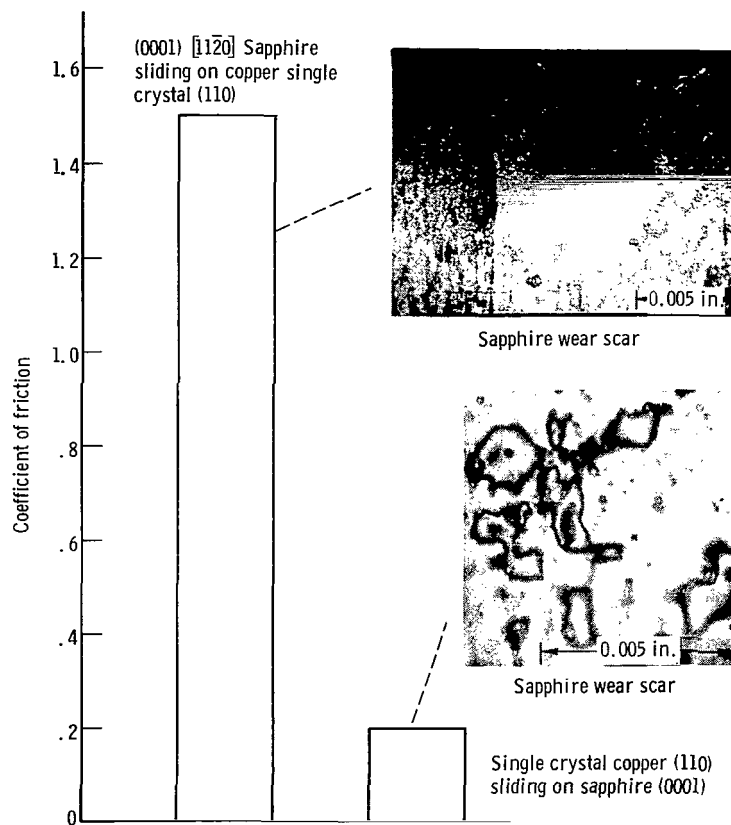 (0001) [112̄0] Sapphire
sliding on copper single
crystal (110)
1.6
1.4
1.2
1.0
.8
.6
.4
.2
0
Coefficient of friction
0.005 in.
Sapphire wear scar
0.005 in.
Sapphire wear scar
Single crystal copper (110)
sliding on sapphire (0001)